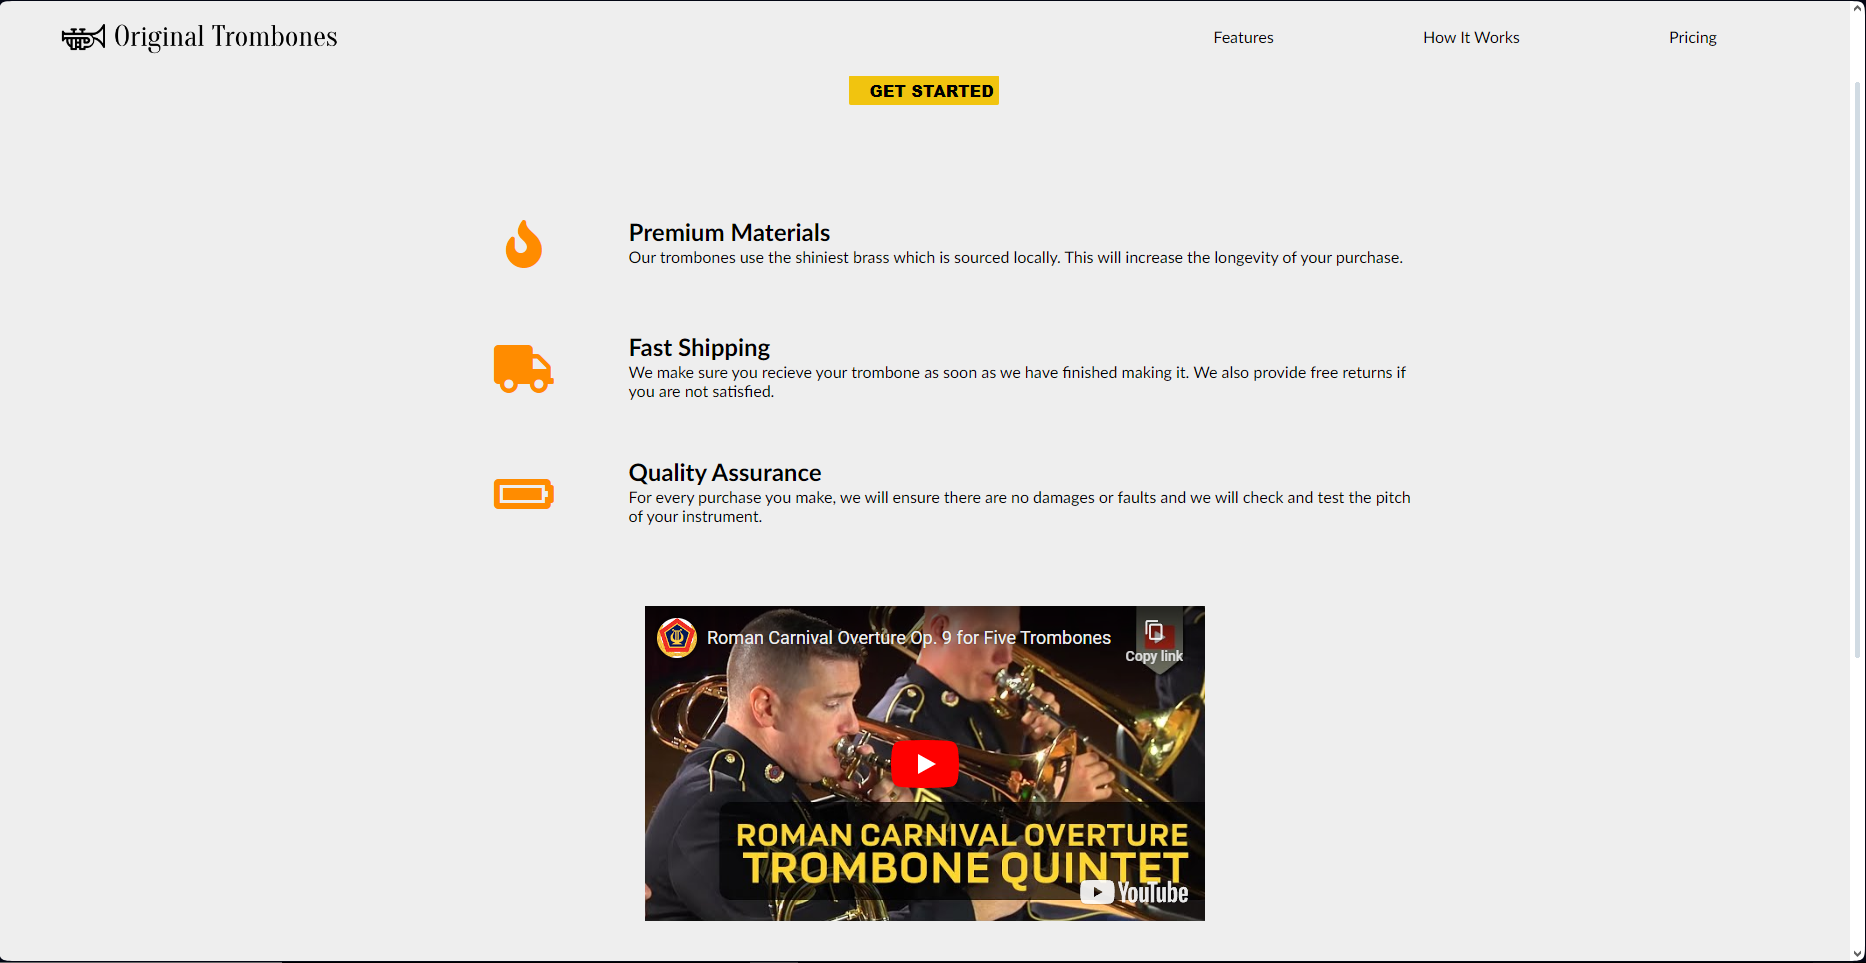 Original Trombones
Features
How It Works
Pricing
GET STARTED
Premium Materials
Our trombones use the shiniest brass which is sourced locally. This will increase the longevity of your purchase.
Fast Shipping
We make sure you recieve your trombone as soon as we have finished making it. We also provide free returns if
you are not satisfied.
Quality Assurance
For every purchase you make, we will ensure there are no damages or faults and we will check and test the pitch
of your instrument.
Roman Carnival Overture Op. 9 for Five Trombones
Copy link
ROMAN CARNIVAL OVERTURE
TROMBONE QUINTET
YouTube